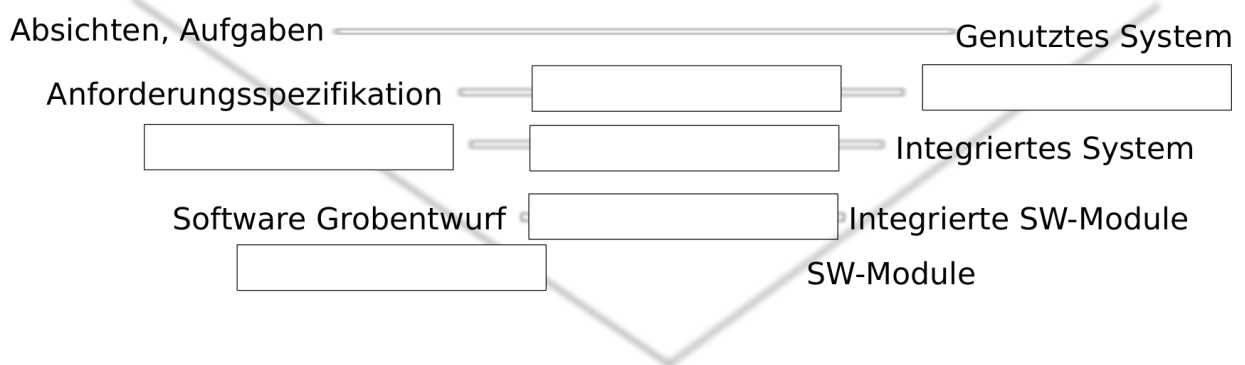 Absichten, Aufgaben
Genutztes System
Anforderungsspezifikation
Integriertes System
Software Grobentwurf
Integrierte SW-Module
SW-Module